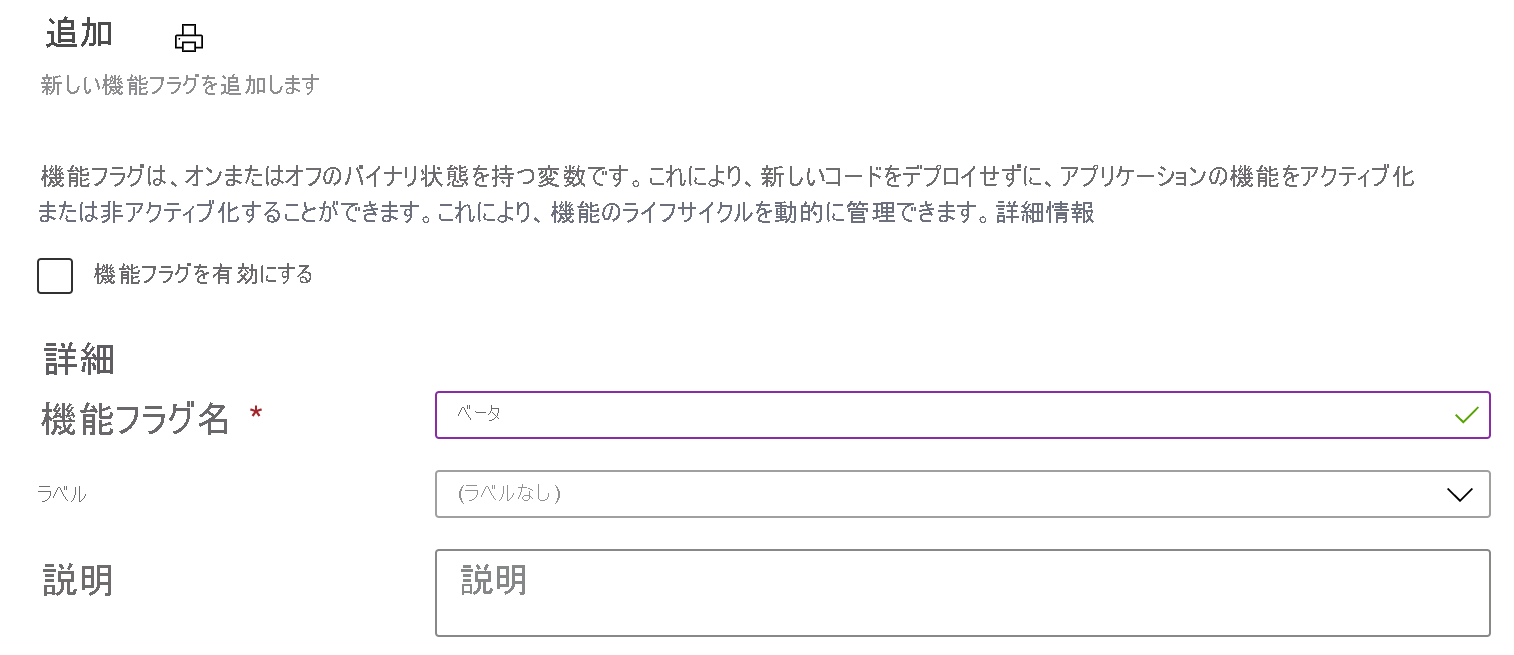 追加
新しい機能フラグを追加します
機能フラグは、オンまたはオフのバイナリ状態を持つ変数です。これにより、新しいコードをデプロイせずに、アプリケーションの機能をアクティブ化
または非アクティブ化することができます。これにより、機能のライフサイクルを動的に管理できます。詳細情報
機能フラグを有効にする
詳細
機能フラグ名 * ベータ
ラベル (ラベルなし)
説明 説明